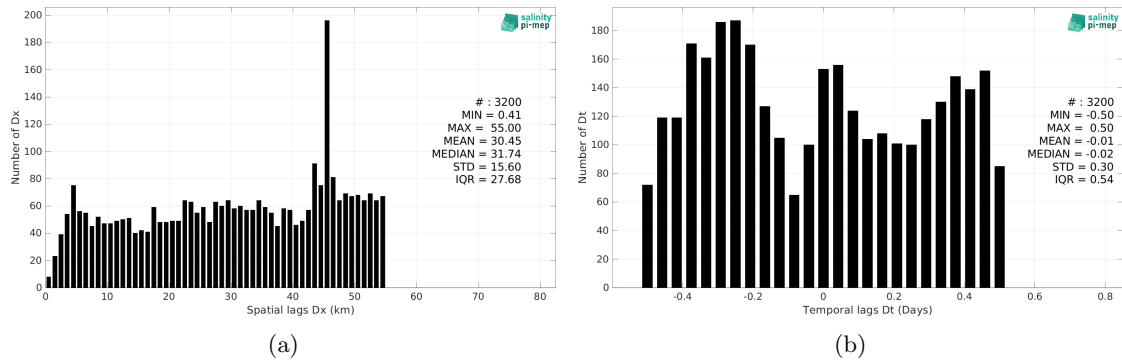 salinity
pi-mep
200
180
160
140
120
100
80
60
40
20
0
Number of Dx
# : 3200
MIN = 0.41
MAX = 55.00
MEAN = 30.45
MEDIAN = 31.74
STD = 15.60
IQR = 27.68
0 10 20 30 40 50 60 70 80
Spatial lags Dx (km)
(a)
salinity
pi-mep
180
160
140
120
100
80
60
40
20
0
Number of Dt
# : 3200
MIN = -0.50
MAX = 0.50
MEAN = -0.01
MEDIAN = -0.02
STD = 0.30
IQR = 0.54
-0.4 -0.2 0 0.2 0.4 0.6 0.8
Temporal lags Dt (Days)
(b)